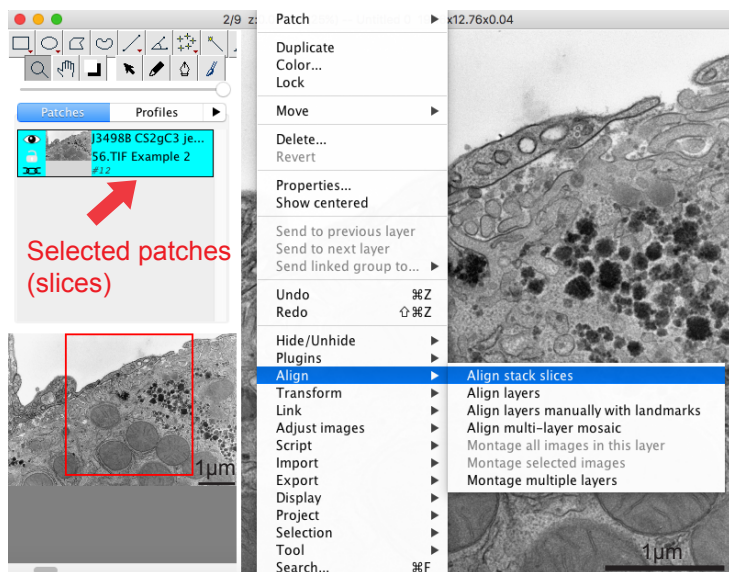 2/9 z:
x12.76x0.04
Patches
Profiles
J3498B CS2gC3 je...
56.TIF Example 2
#12
Selected patches
(slices)
1µm
Patch
Duplicate
Color...
Lock
Move
Delete...
Revert
Properties...
Show centered
Send to previous layer
Send to next layer
Send linked group to...
Undo ⌘Z
Redo ⇧⌘Z
Hide/Unhide
Plugins
Align
Transform
Link
Adjust images
Script
Import
Export
Display
Project
Selection
Tool
Search... ⌘F
Align stack slices
Align layers
Align layers manually with landmarks
Align multi-layer mosaic
Montage all images in this layer
Montage selected images
Montage multiple layers
1µm